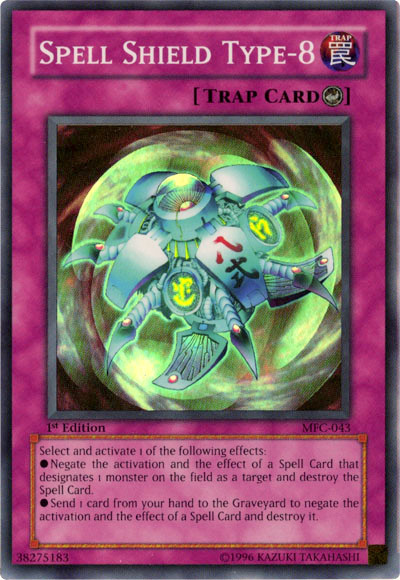 SPELL SHIELD TYPE-8
TRAP
罠
[TRAP CARD]
八式
1st Edition
MFC-043
Select and activate 1 of the following effects:
●Negate the activation and the effect of a Spell Card that
designates 1 monster on the field as a target and destroy the
Spell Card.
●Send 1 card from your hand to the Graveyard to negate the
activation and the effect of a Spell Card and destroy it.
38275183
©1996 KAZUKI TAKAHASHI